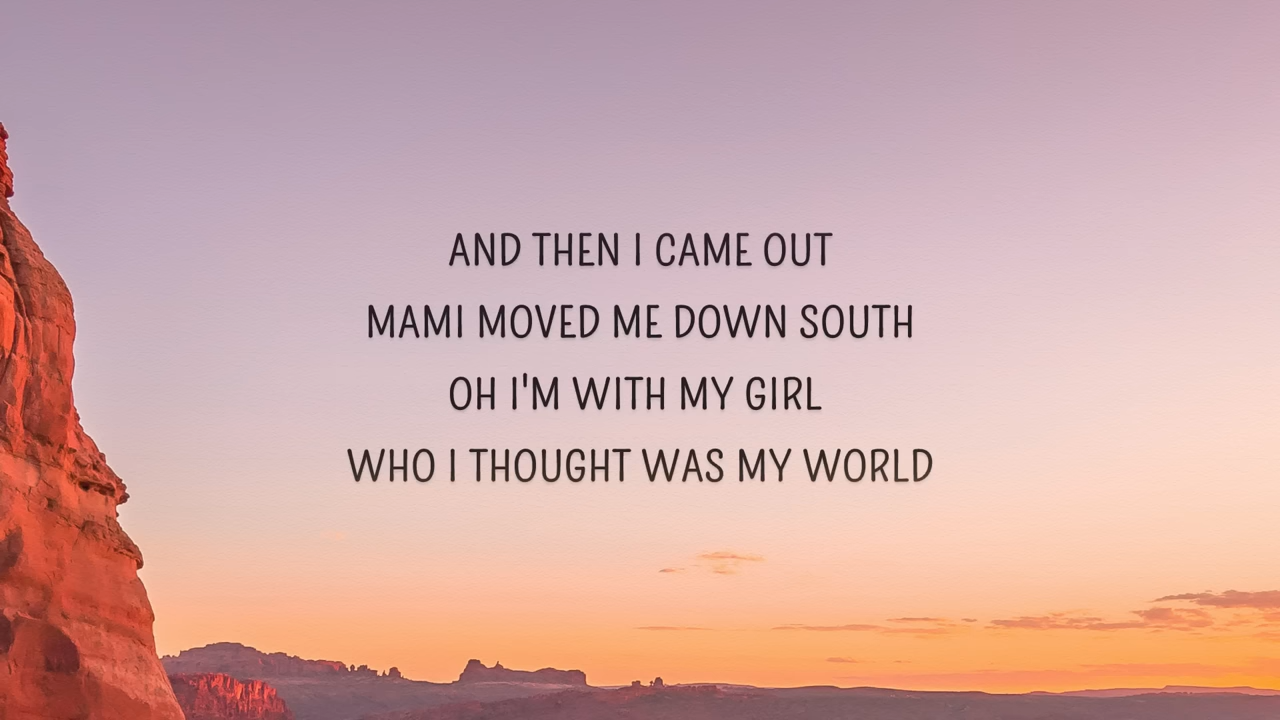 AND THEN I CAME OUT
MAMI MOVED ME DOWN SOUTH
OH I'M WITH MY GIRL
WHO I THOUGHT WAS MY WORLD